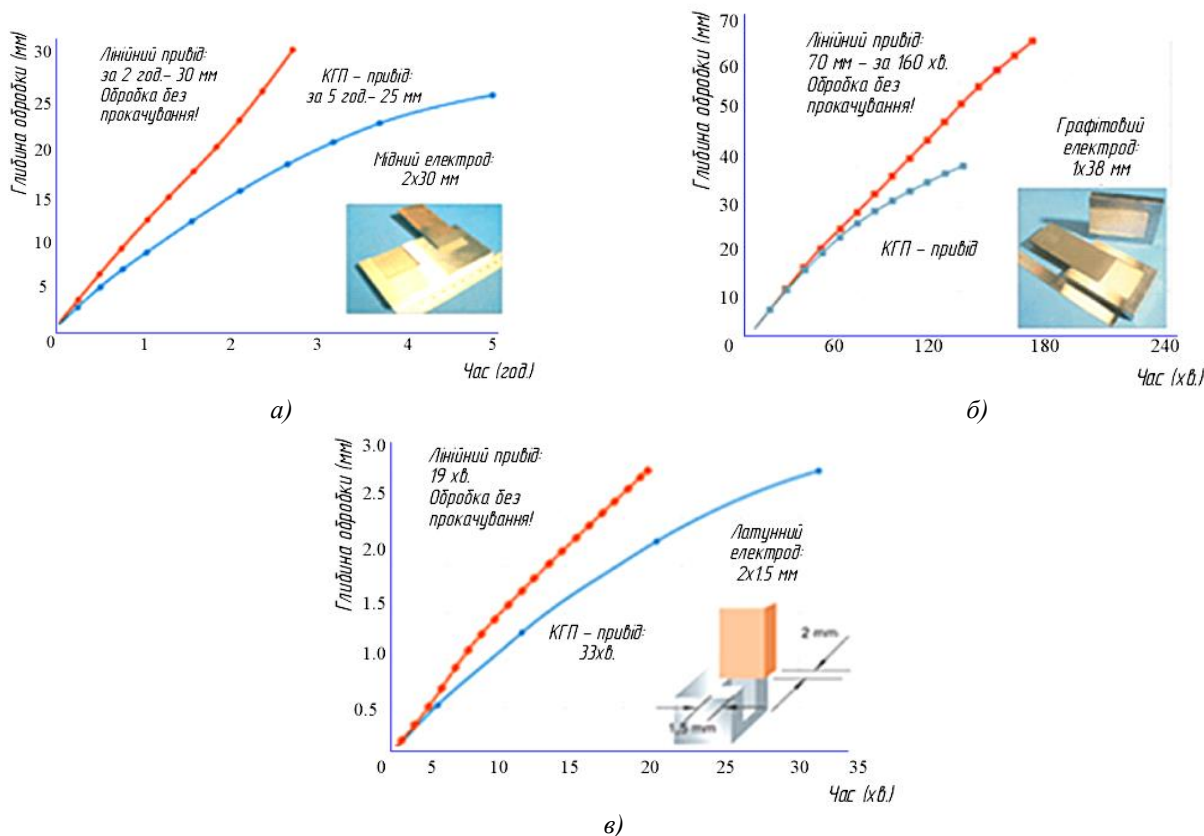 Глибина обробки (мм)
30
25
20
15
10
5
0
1
2
3
4
5
Час (год.)
Лінійний привід:
за 2 год.- 30 мм
Обробка без
прокачування!
КГП – привід:
за 5 год.- 25 мм
Мідний електрод:
2х30 мм
а)
Глибина обробки (мм)
70
60
50
40
30
20
10
0
60
120
180
240
Час (хв.)
Лінійний привід:
70 мм – за 160 хв.
Обробка без
прокачування!
Графітовий
електрод:
1х38 мм
КГП – привід
б)
Глибина обробки (мм)
3.0
2.5
2.0
1.5
1.0
0.5
0
5
10
15
20
25
30
35
Час (хв.)
Лінійний привід:
19 хв.
Обробка без
прокачування!
Латунний
електрод:
2х1.5 мм
КГП – привід:
33хв.
2 mm
1,5 mm
в)